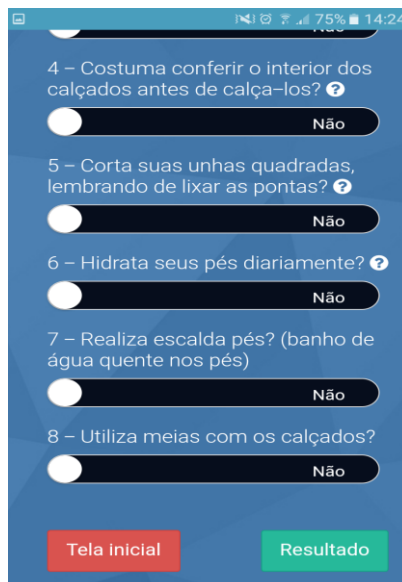 75% 14:24
4 – Costuma conferir o interior dos
calçados antes de calça–los? ?
Não
5 – Corta suas unhas quadradas,
lembrando de lixar as pontas? ?
Não
6 – Hidrata seus pés diariamente? ?
Não
7 – Realiza escalda pés? (banho de
água quente nos pés)
Não
8 – Utiliza meias com os calçados?
Não
Tela inicial Resultado